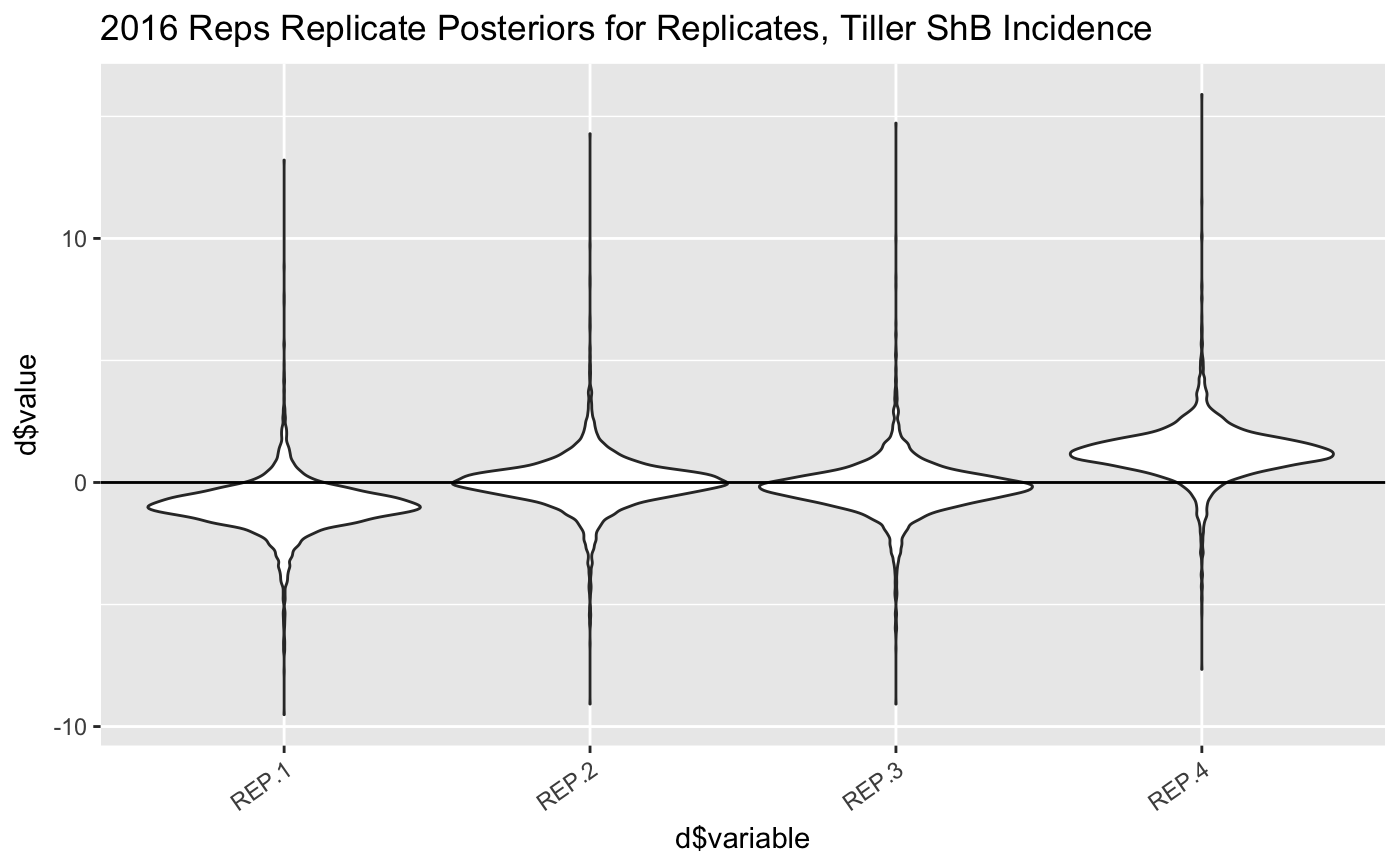 2016 Reps Replicate Posteriors for Replicates, Tiller ShB Incidence
d$value
10
0
-10
REP.1 REP.2 REP.3 REP.4
d$variable